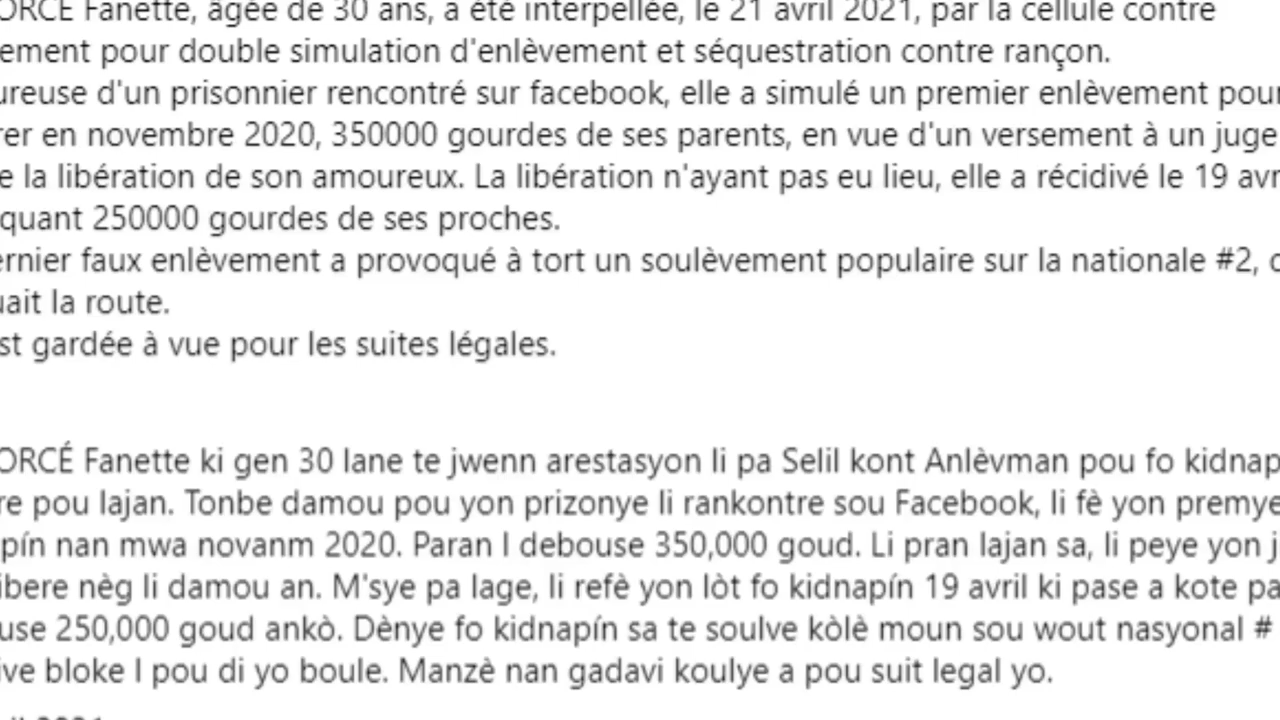 ORCÉ Fanette, âgée de 30 ans, a été interpellée, le 21 avril 2021, par la cellule contre
ement pour double simulation d'enlèvement et séquestration contre rançon.
ureuse d'un prisonnier rencontré sur facebook, elle a simulé un premier enlèvement pour
rer en novembre 2020, 350000 gourdes de ses parents, en vue d'un versement à un juge
e la libération de son amoureux. La libération n'ayant pas eu lieu, elle a récidivé le 19 avr
quant 250000 gourdes de ses proches.
ernier faux enlèvement a provoqué à tort un soulèvement populaire sur la nationale #2, o
uait la route.
st gardée à vue pour les suites légales.
ORCÉ Fanette ki gen 30 lane te jwenn arestasyon li pa Selil kont Anlèvman pou fo kidnap
re pou lajan. Tonbe damou pou yon prizonye li rankontre sou Facebook, li fè yon premye
pín nan mwa novanm 2020. Paran l debouse 350,000 goud. Li pran lajan sa, li peye yon j
ibere nèg li damou an. M'sye pa lage, li refè yon lòt fo kidnapín 19 avril ki pase a kote pa
use 250,000 goud ankò. Dènye fo kidnapín sa te soulve kòlè moun sou wout nasyonal #
ive bloke l pou di yo boule. Manzè nan gadavi koulye a pou suit legal yo.